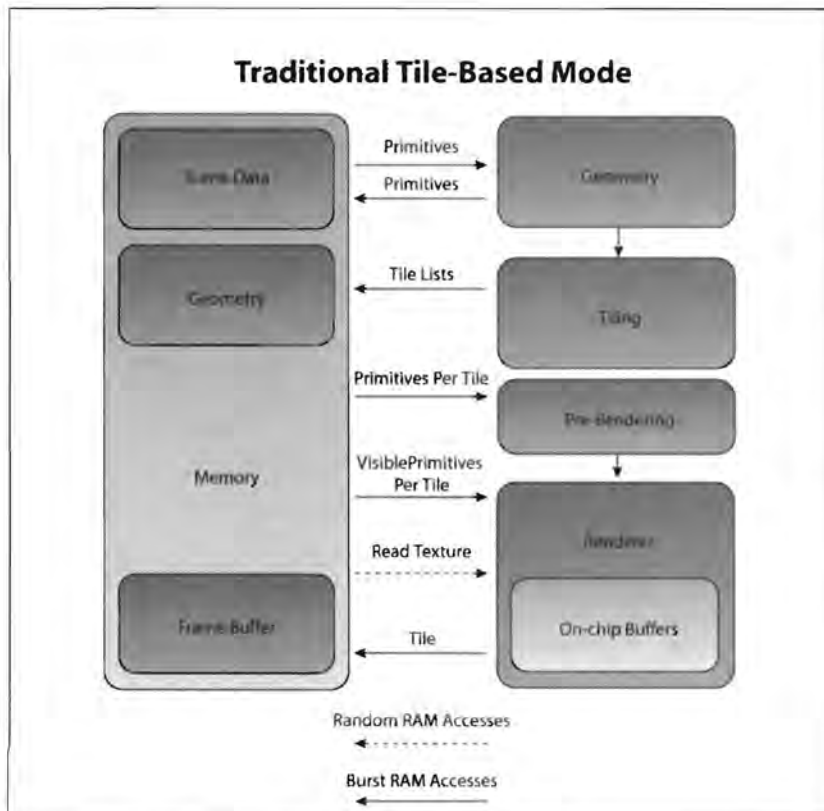 Traditional Tile-Based Mode
Primitives
Scene Data
Geometry
Primitives
Tile Lists
Geometry
Tiling
Primitives Per Tile
Pre-Rendering
VisiblePrimitives
Per Tile
Memory
Read Texture
Renderer
Frame Buffer
On-chip Buffers
Tile
Random RAM Accesses
Burst RAM Accesses